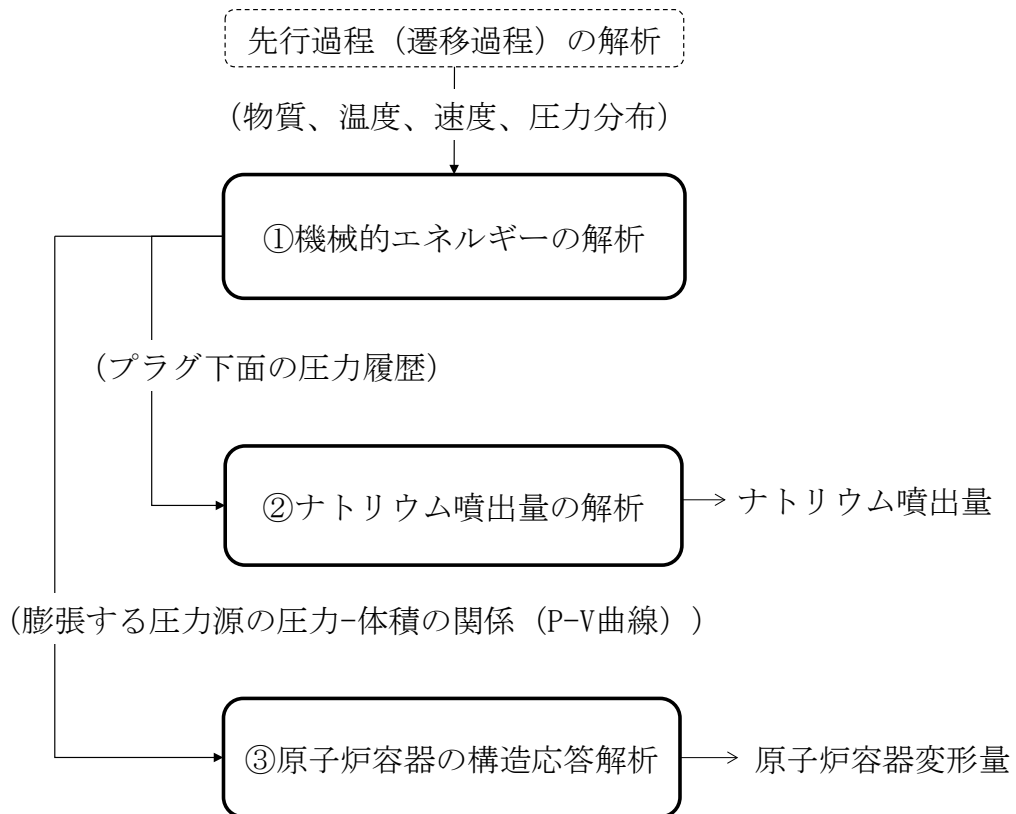 先行過程（遷移過程）の解析
（物質、温度、速度、圧力分布）
①機械的エネルギーの解析
（プラグ下面の圧力履歴）
②ナトリウム噴出量の解析
ナトリウム噴出量
（膨張する圧力源の圧力-体積の関係（P-V曲線））
③原子炉容器の構造応答解析
原子炉容器変形量